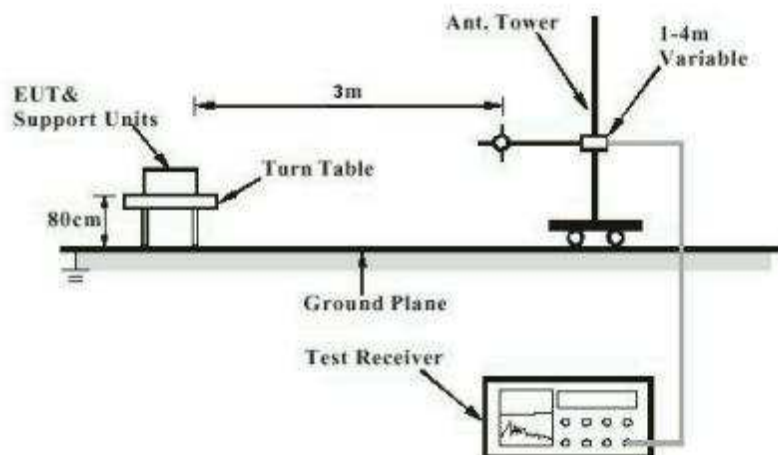 Ant. Tower
1-4m
Variable
3m
EUT&
Support Units
Turn Table
80cm
Ground Plane
Test Receiver